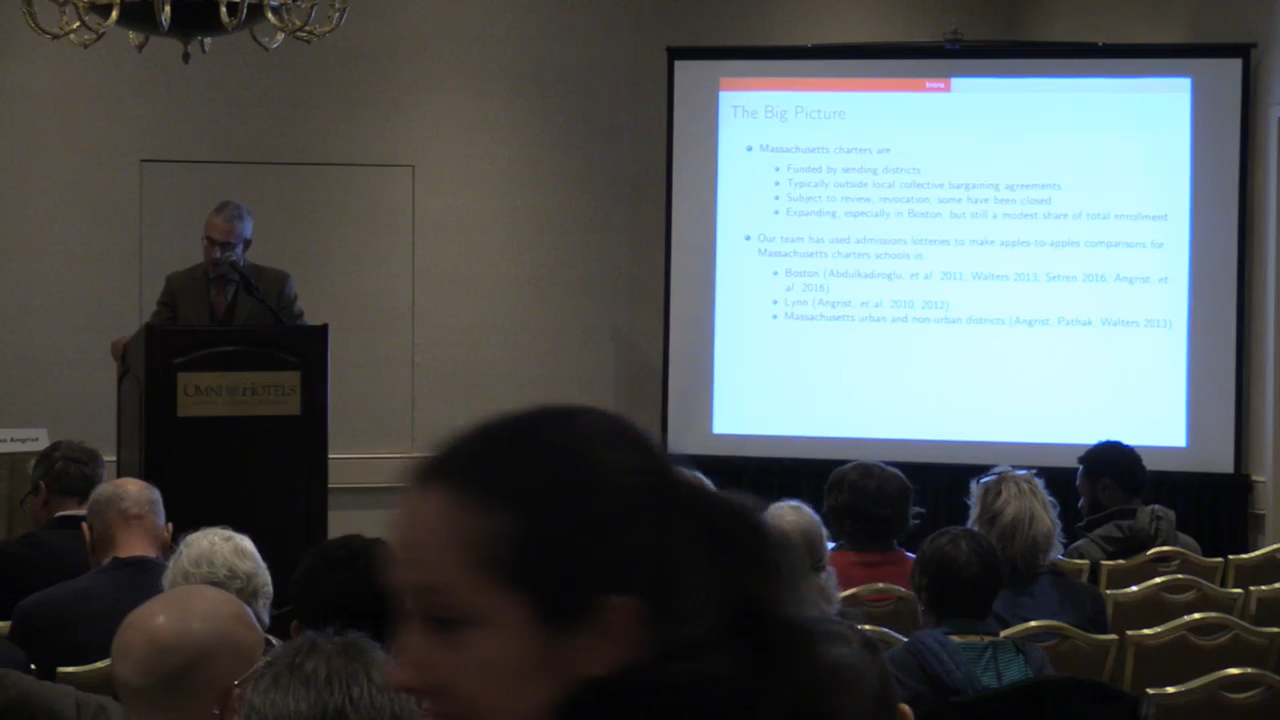 Intro
The Big Picture
Massachusetts charters are
Funded by sending districts
Typically outside local collective bargaining agreements
Subject to review, revocation, some have been closed
Expanding, especially in Boston, but still a modest share of total enrollment
Our team has used admissions lotteries to make apples-to-apples comparisons for
Massachusetts charters schools in
Boston (Abdulkadiroglu, et al. 2011; Walters 2013; Setren 2016; Angrist, et
al. 2016)
Lynn (Angrist, et al. 2010, 2012)
Massachusetts urban and non-urban districts (Angrist, Pathak, Walters 2013)
OMNI HOTELS
Angrist